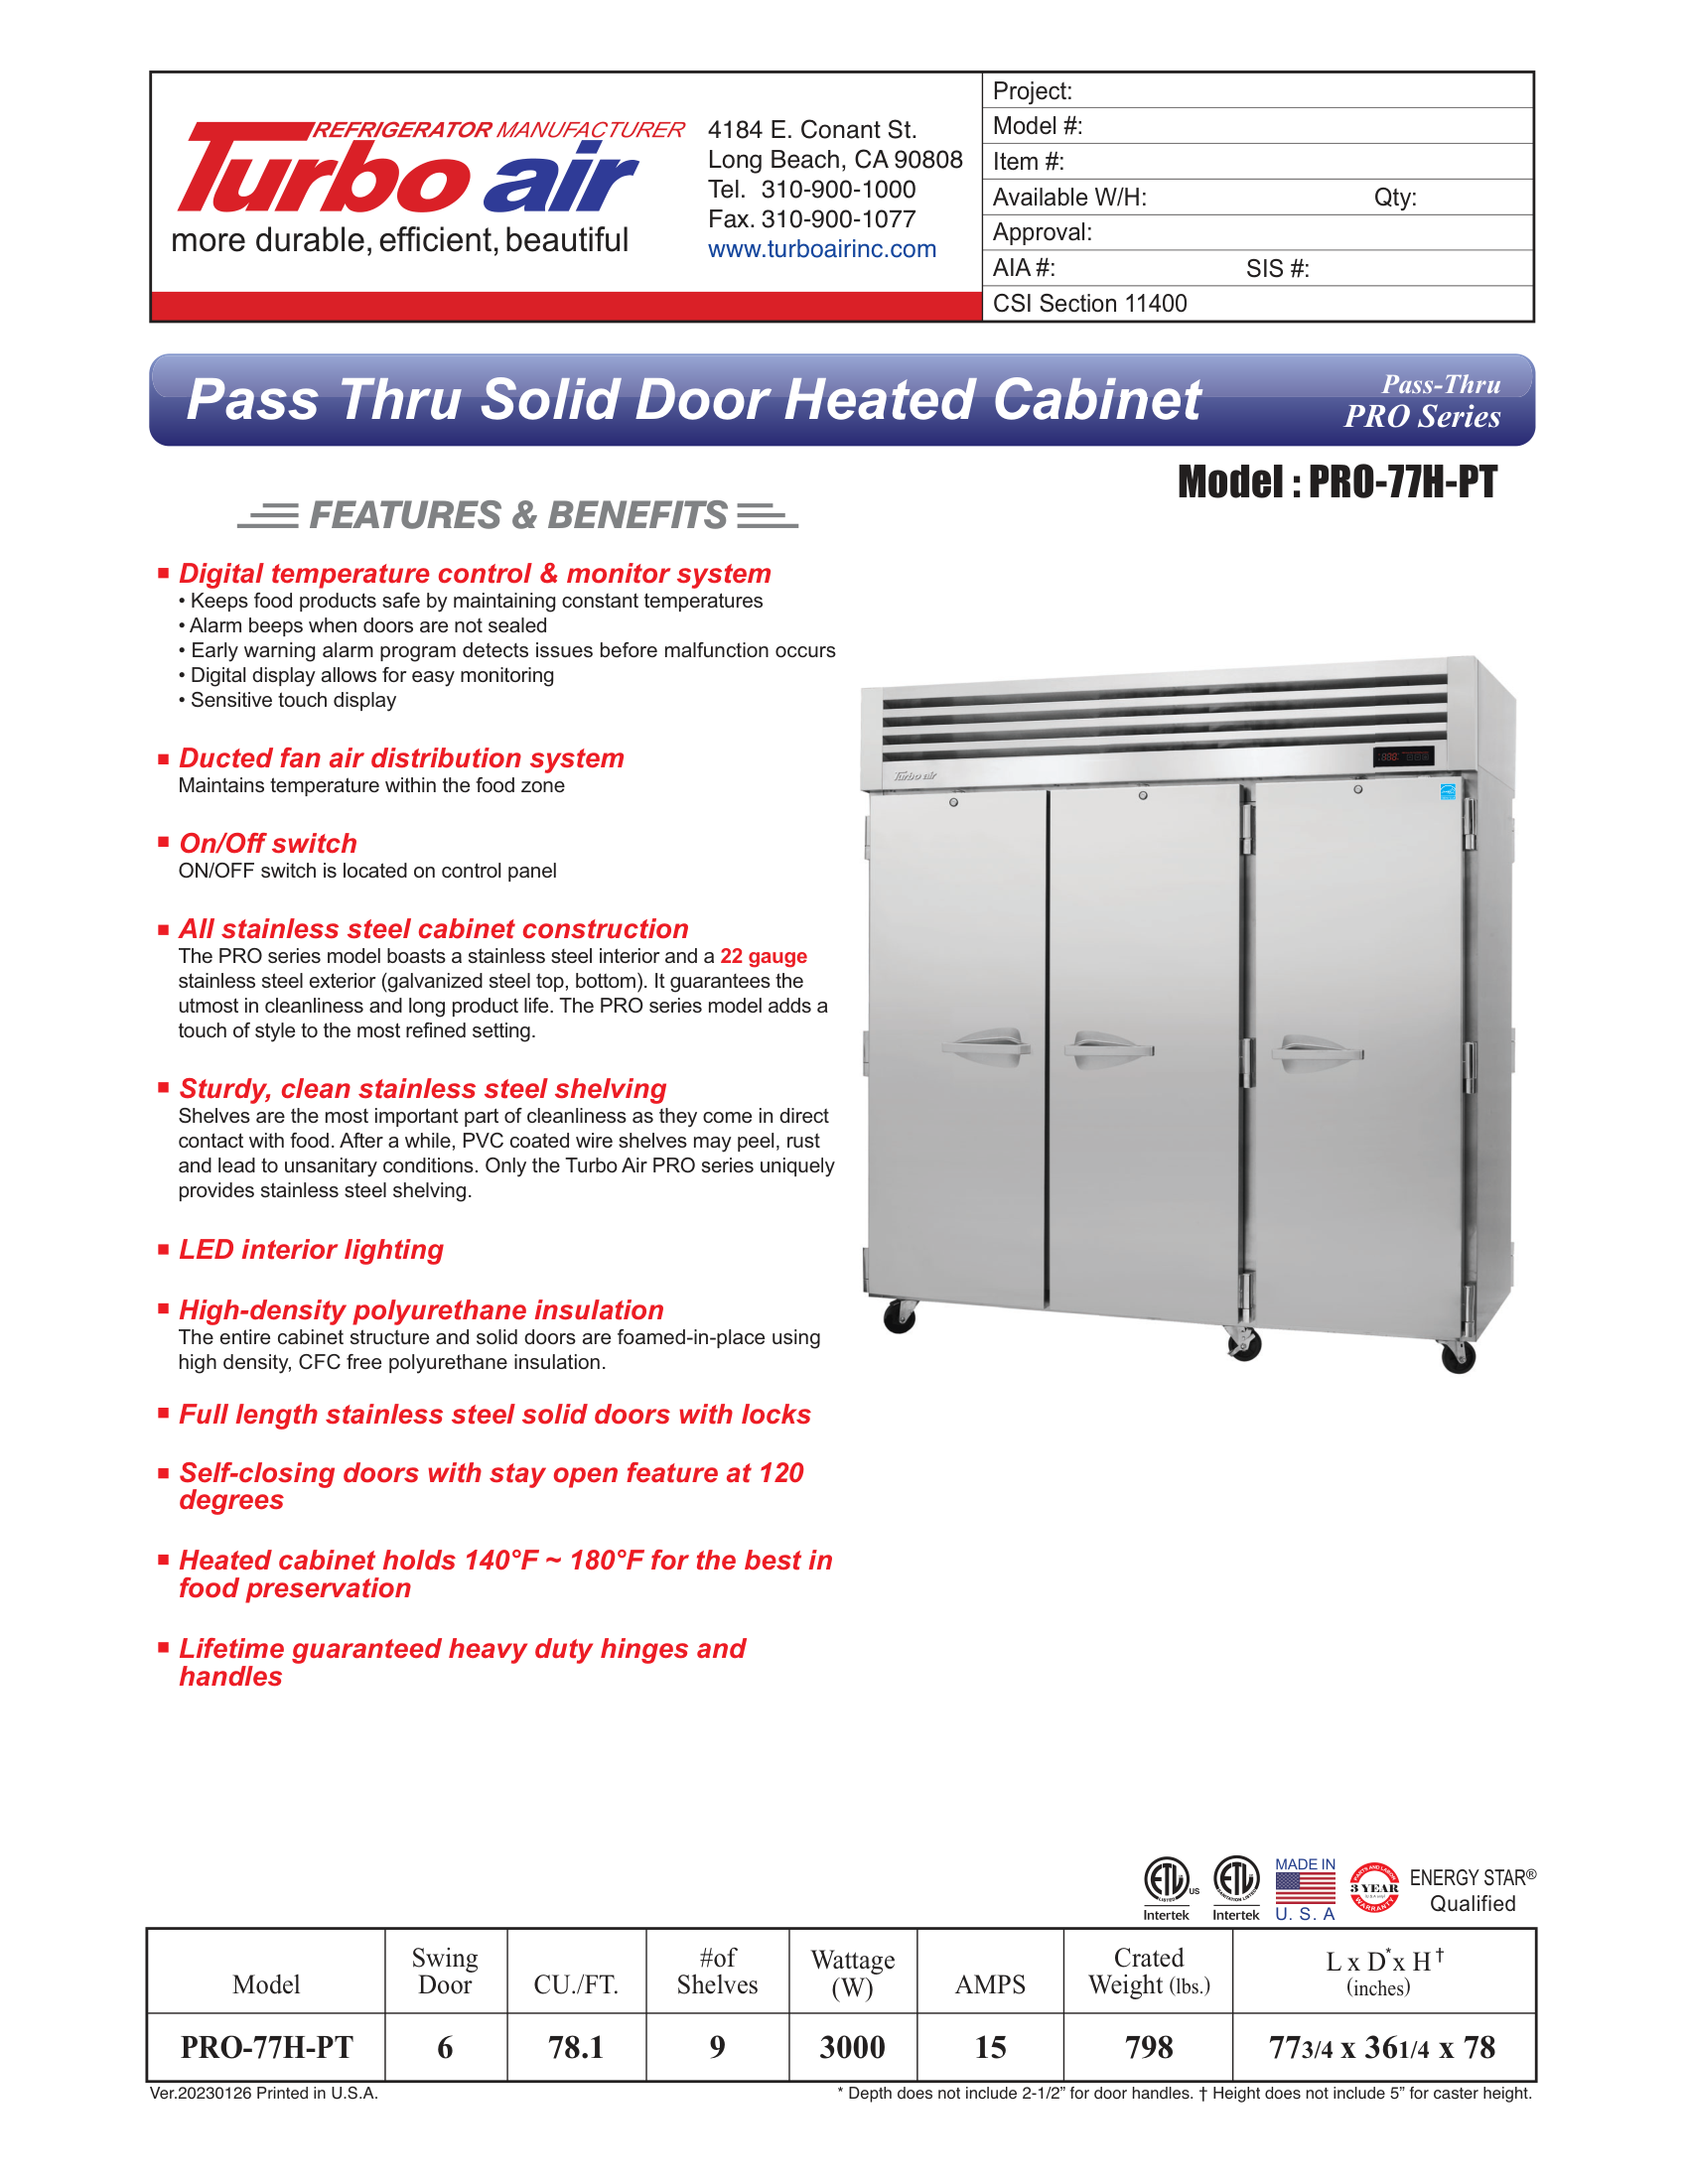 REFRIGERATOR MANUFACTURER
Turbo air
more durable, efficient, beautiful
4184 E. Conant St.
Long Beach, CA 90808
Tel. 310-900-1000
Fax. 310-900-1077
www.turboairinc.com
Project:
Model #:
Item #:
Available W/H: Qty:
Approval:
AIA #: SIS #:
CSI Section 11400
Pass Thru Solid Door Heated Cabinet
Pass-Thru
PRO Series
Model : PRO-77H-PT
FEATURES & BENEFITS
Digital temperature control & monitor system
• Keeps food products safe by maintaining constant temperatures
• Alarm beeps when doors are not sealed
• Early warning alarm program detects issues before malfunction occurs
• Digital display allows for easy monitoring
• Sensitive touch display
Ducted fan air distribution system
Maintains temperature within the food zone
On/Off switch
ON/OFF switch is located on control panel
All stainless steel cabinet construction
The PRO series model boasts a stainless steel interior and a 22 gauge
stainless steel exterior (galvanized steel top, bottom). It guarantees the
utmost in cleanliness and long product life. The PRO series model adds a
touch of style to the most refined setting.
Sturdy, clean stainless steel shelving
Shelves are the most important part of cleanliness as they come in direct
contact with food. After a while, PVC coated wire shelves may peel, rust
and lead to unsanitary conditions. Only the Turbo Air PRO series uniquely
provides stainless steel shelving.
LED interior lighting
High-density polyurethane insulation
The entire cabinet structure and solid doors are foamed-in-place using
high density, CFC free polyurethane insulation.
Full length stainless steel solid doors with locks
Self-closing doors with stay open feature at 120
degrees
Heated cabinet holds 140°F ~ 180°F for the best in
food preservation
Lifetime guaranteed heavy duty hinges and
handles
Turbo air
ETL LISTED US
Intertek
ETL SANITATION LISTED
Intertek
MADE IN
U. S. A
PARTS AND LABOR
3 YEAR
WARRANTY
ENERGY STAR®
Qualified
Model
Swing
Door
CU./FT.
#of
Shelves
Wattage
(W)
AMPS
Crated
Weight (lbs.)
L x D* x H†
(inches)
PRO-77H-PT 6 78.1 9 3000 15 798 773/4 x 361/4 x 78
Ver.20230126 Printed in U.S.A.
* Depth does not include 2-1/2” for door handles. † Height does not include 5” for caster height.